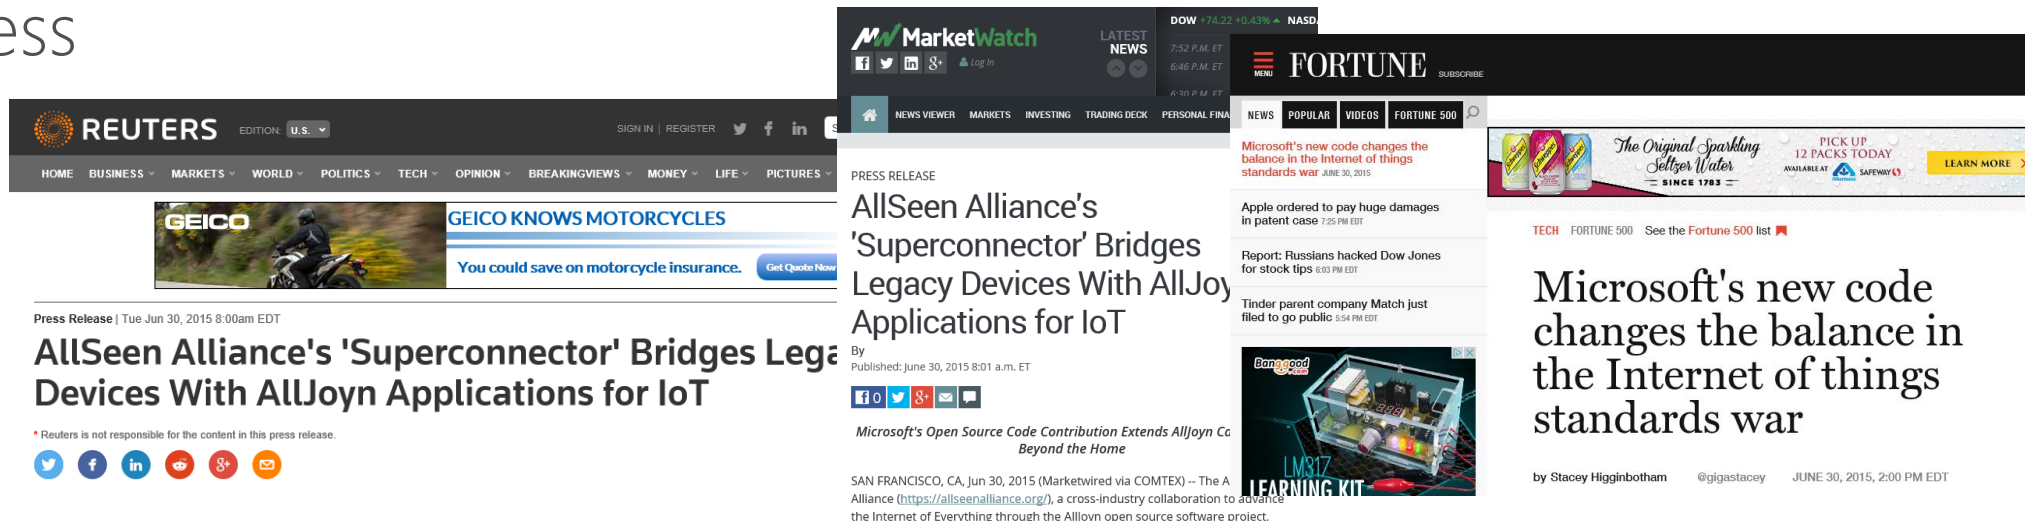 ess
REUTERS EDITION: U.S. SIGN IN | REGISTER
HOME BUSINESS MARKETS WORLD POLITICS TECH OPINION BREAKINGVIEWS MONEY LIFE PICTURES
GEICO
GEICO KNOWS MOTORCYCLES
You could save on motorcycle insurance. Get Quote Now
Press Release | Tue Jun 30, 2015 8:00am EDT
AllSeen Alliance's 'Superconnector' Bridges Lega
Devices With AllJoyn Applications for IoT
* Reuters is not responsible for the content in this press release.
MarketWatch
Log In
LATEST
NEWS
DOW +74.22 +0.43% NASD
7:52 P.M. ET
6:46 P.M. ET
6:30 P.M. ET
NEWS VIEWER MARKETS INVESTING TRADING DECK PERSONAL FINA
PRESS RELEASE
AllSeen Alliance's
'Superconnector' Bridges
Legacy Devices With AllJoy
Applications for IoT
By
Published: June 30, 2015 8:01 a.m. ET
0
Microsoft's Open Source Code Contribution Extends AllJoyn Ca
Beyond the Home
SAN FRANCISCO, CA, Jun 30, 2015 (Marketwired via COMTEX) -- The A
Alliance (https://allseenalliance.org/), a cross-industry collaboration to advance
the Internet of Everything through the AllJoyn open source software project,
MENU FORTUNE SUBSCRIBE
NEWS POPULAR VIDEOS FORTUNE 500
Microsoft's new code changes the
balance in the Internet of things
standards war JUNE 30, 2015
Apple ordered to pay huge damages
in patent case 7:25 PM EDT
Report: Russians hacked Dow Jones
for stock tips 6:03 PM EDT
Tinder parent company Match just
filed to go public 5:54 PM EDT
Banggood
.com
LM317
LEARNING KIT
The Original Sparkling
Seltzer Water
SINCE 1783
PICK UP
12 PACKS TODAY
AVAILABLE AT Albertsons SAFEWAY
LEARN MORE
TECH FORTUNE 500 See the Fortune 500 list
Microsoft's new code
changes the balance in
the Internet of things
standards war
by Stacey Higginbotham @gigastacey JUNE 30, 2015, 2:00 PM EDT